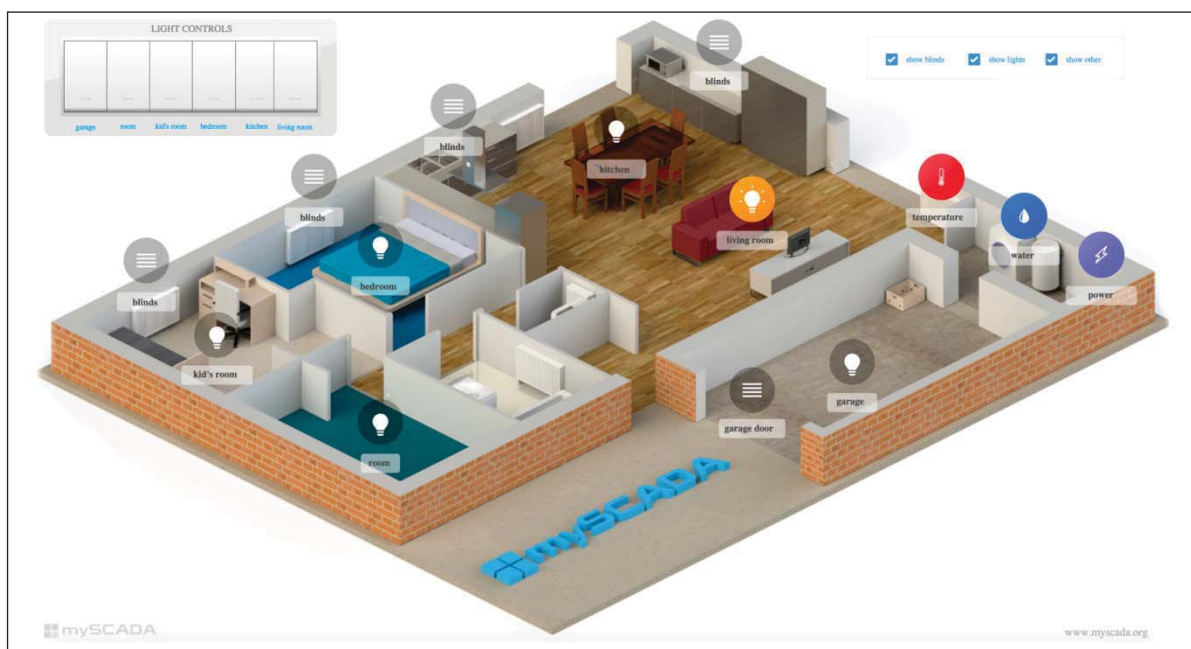 LIGHT CONTROLS
garage room kid's room bedroom kitchen living room
show blinds show lights show other
blinds
blinds
kitchen
blinds
temperature
living room
water
bedroom
blinds
power
kid's room
garage
garage door
room
mySCADA
mySCADA
www.myscada.org